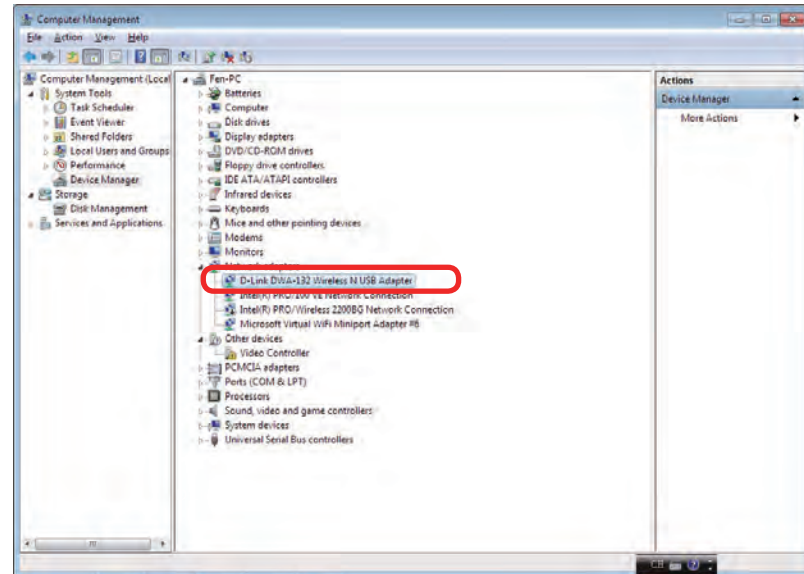 Computer Management
File Action View Help
Computer Management (Local
System Tools
Task Scheduler
Event Viewer
Shared Folders
Local Users and Groups
Performance
Device Manager
Storage
Disk Management
Services and Applications
Fen-PC
Batteries
Computer
Disk drives
Display adapters
DVD/CD-ROM drives
Floppy drive controllers
IDE ATA/ATAPI controllers
Infrared devices
Keyboards
Mice and other pointing devices
Modems
Monitors
Network adapters
D-Link DWA-132 Wireless N USB Adapter
Intel(R) PRO/100 VE Network Connection
Intel(R) PRO/Wireless 2200BG Network Connection
Microsoft Virtual WiFi Miniport Adapter #6
Other devices
Video Controller
PCMCIA adapters
Ports (COM & LPT)
Processors
Sound, video and game controllers
System devices
Universal Serial Bus controllers
Actions
Device Manager
More Actions
CH